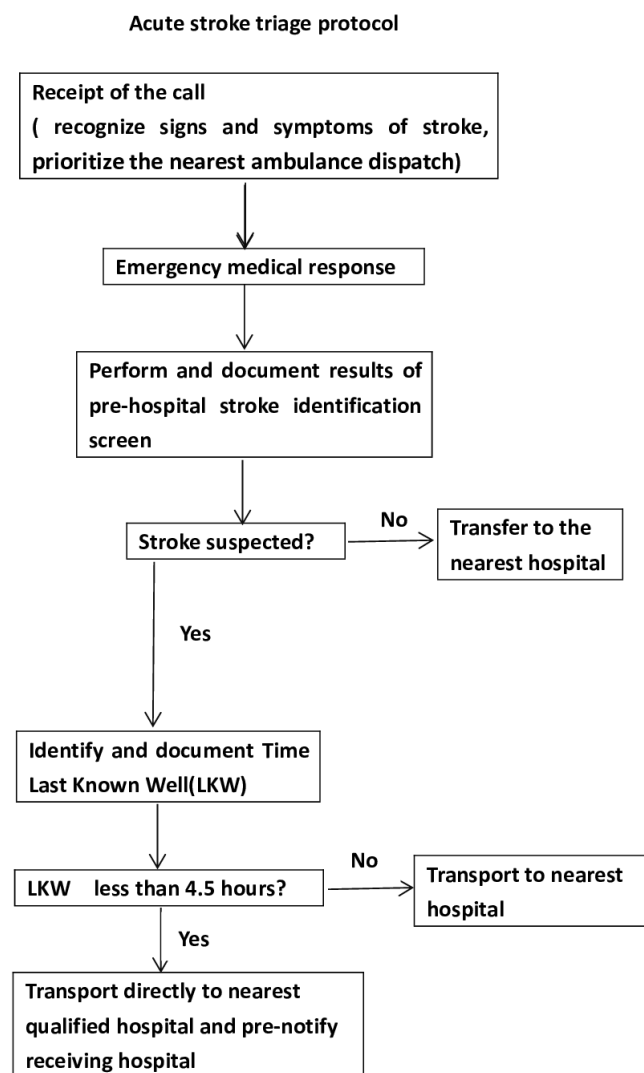 Acute stroke triage protocol
Receipt of the call
( recognize signs and symptoms of stroke,
prioritize the nearest ambulance dispatch)
Emergency medical response
Perform and document results of
pre-hospital stroke identification
screen
Stroke suspected?
No
Transfer to the
nearest hospital
Yes
Identify and document Time
Last Known Well(LKW)
LKW less than 4.5 hours?
No
Transport to nearest
hospital
Yes
Transport directly to nearest
qualified hospital and pre-notify
receiving hospital